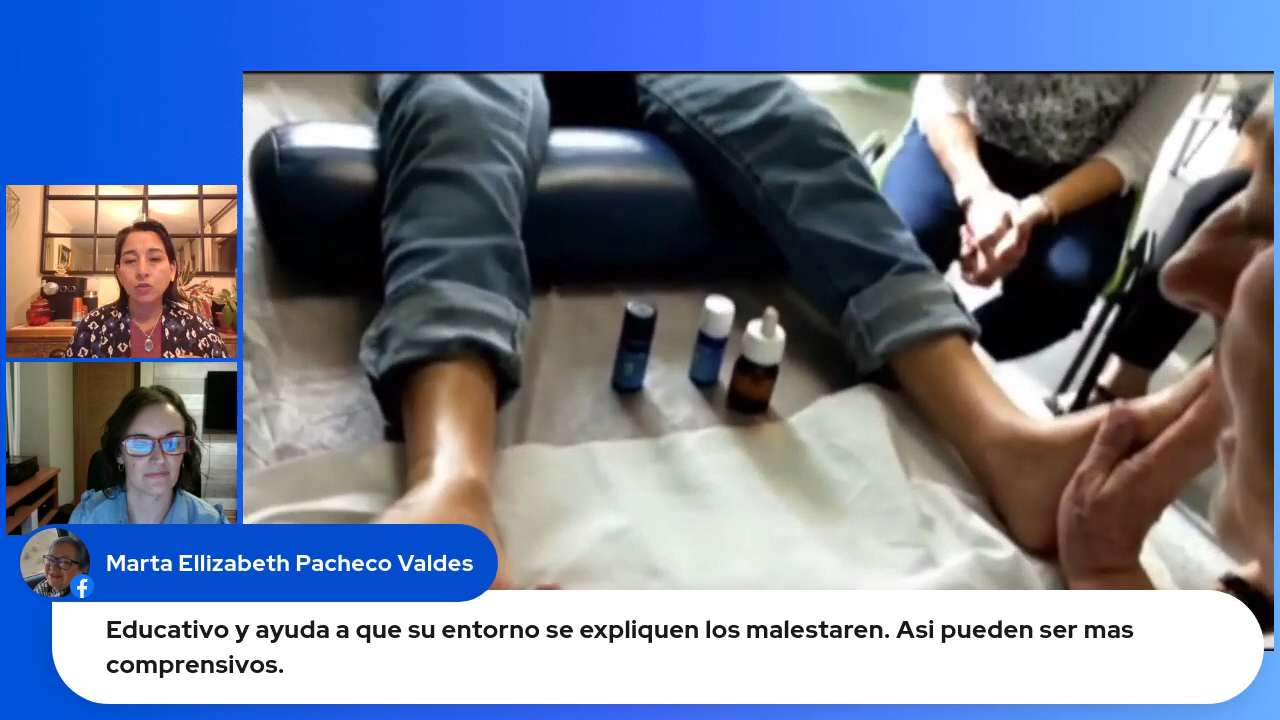 Marta Ellizabeth Pacheco Valdes
Educativo y ayuda a que su entorno se expliquen los malestaren. Asi pueden ser mas
comprensivos.